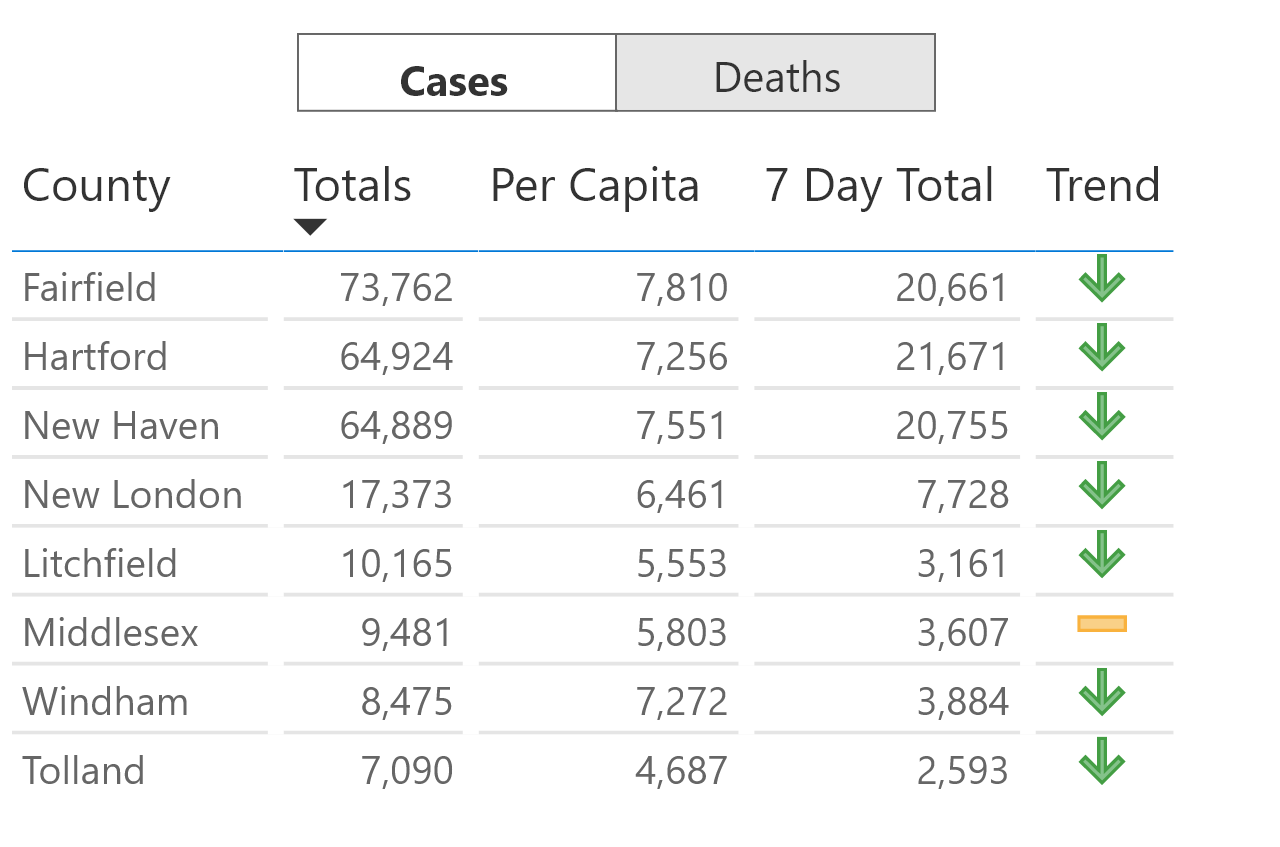 Cases Deaths
County Totals Per Capita 7 Day Total Trend
Fairfield 73,762 7,810 20,661
Hartford 64,924 7,256 21,671
New Haven 64,889 7,551 20,755
New London 17,373 6,461 7,728
Litchfield 10,165 5,553 3,161
Middlesex 9,481 5,803 3,607
Windham 8,475 7,272 3,884
Tolland 7,090 4,687 2,593